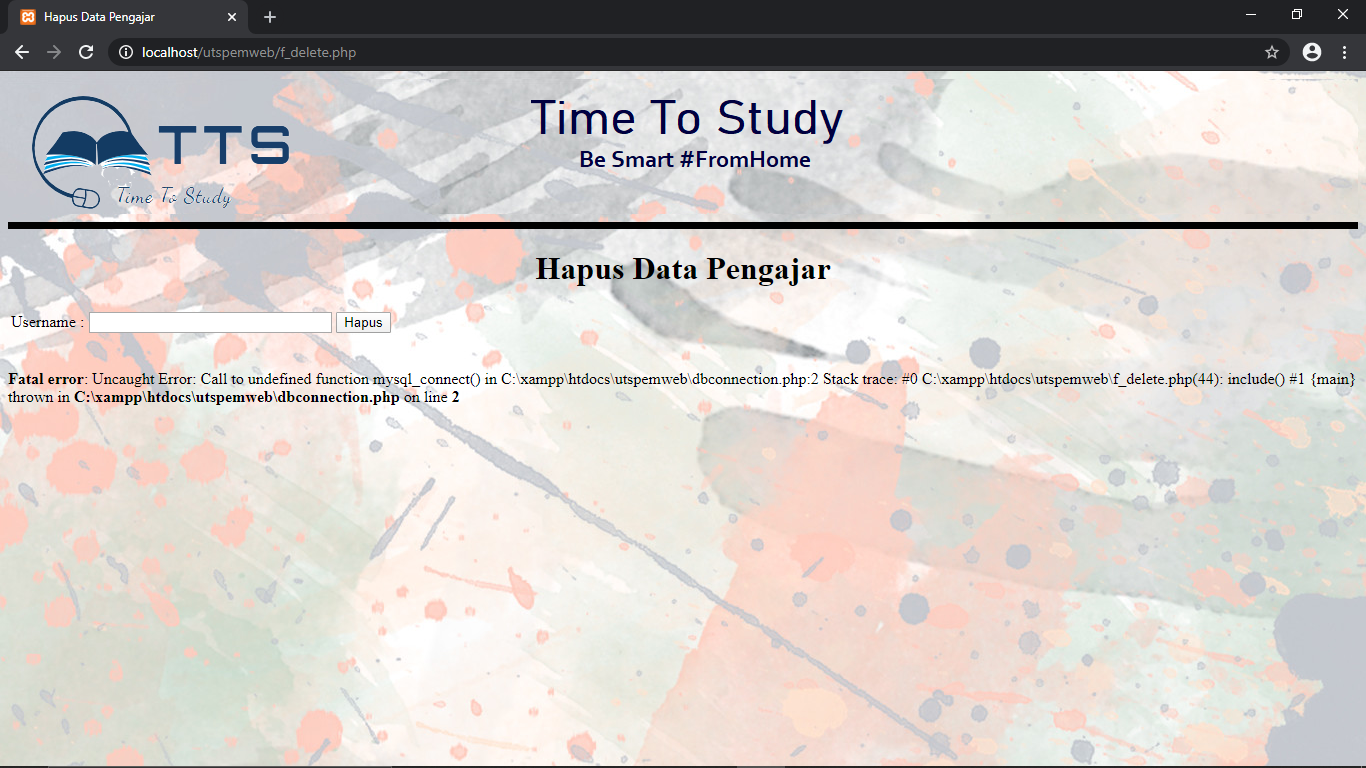 Hapus Data Pengajar
localhost/utspemweb/f_delete.php
TTS
Time To Study
Time To Study
Be Smart #FromHome
Hapus Data Pengajar
Username :
Hapus
Fatal error: Uncaught Error: Call to undefined function mysql_connect() in C:\xampp\htdocs\utspemweb\dbconnection.php:2 Stack trace: #0 C:\xampp\htdocs\utspemweb\f_delete.php(44): include() #1 {main}
thrown in C:\xampp\htdocs\utspemweb\dbconnection.php on line 2